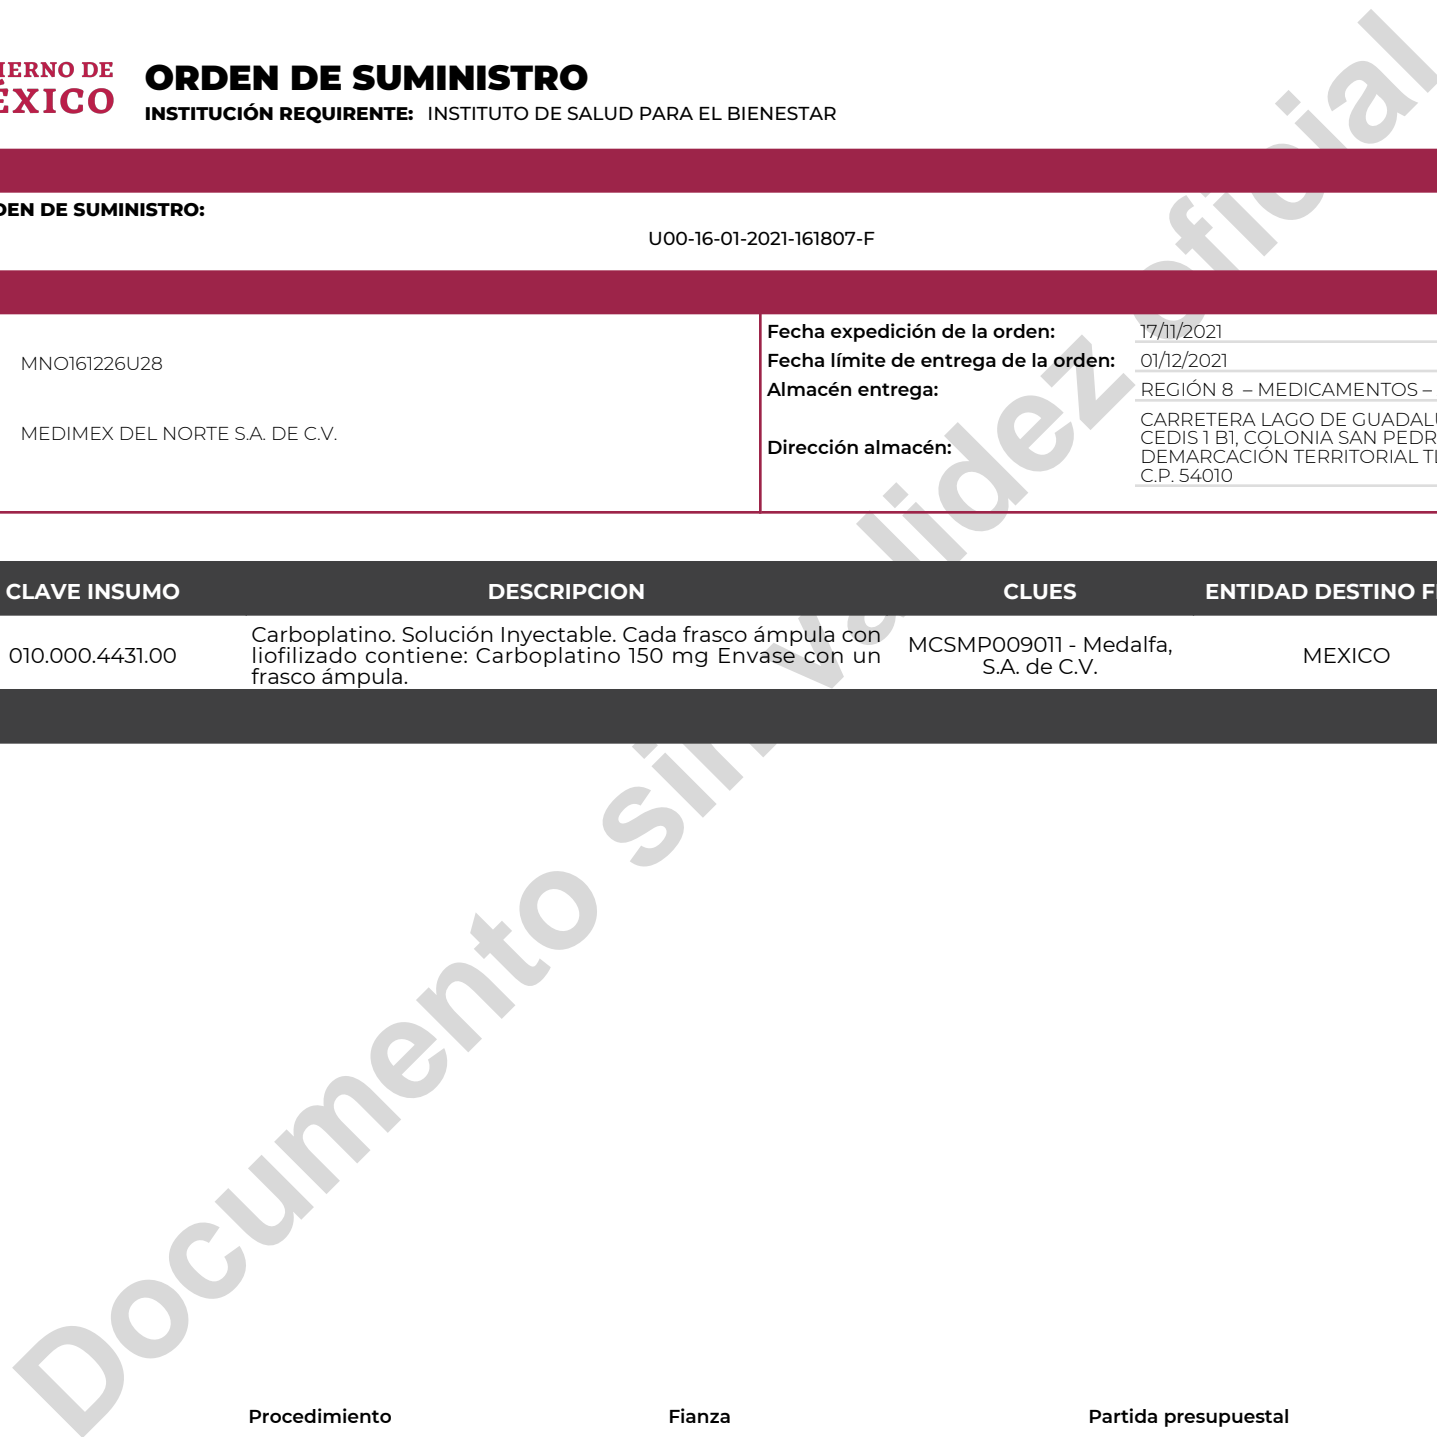 IERNO DE
ÉXICO
ORDEN DE SUMINISTRO
INSTITUCIÓN REQUIRENTE: INSTITUTO DE SALUD PARA EL BIENESTAR
DEN DE SUMINISTRO:
U00-16-01-2021-161807-F
MNO161226U28
MEDIMEX DEL NORTE S.A. DE C.V.
Fecha expedición de la orden: 17/11/2021
Fecha límite de entrega de la orden: 01/12/2021
Almacén entrega: REGIÓN 8 – MEDICAMENTOS –
Dirección almacén:
CARRETERA LAGO DE GUADALU
CEDIS 1 B1, COLONIA SAN PEDR
DEMARCACIÓN TERRITORIAL TL
C.P. 54010
CLAVE INSUMO DESCRIPCION CLUES ENTIDAD DESTINO FI
010.000.4431.00
Carboplatino. Solución Inyectable. Cada frasco ámpula con
liofilizado contiene: Carboplatino 150 mg Envase con un
frasco ámpula.
MCSMP009011 - Medalfa,
S.A. de C.V.
MEXICO
Documento sin validez oficial
Procedimiento Fianza Partida presupuestal